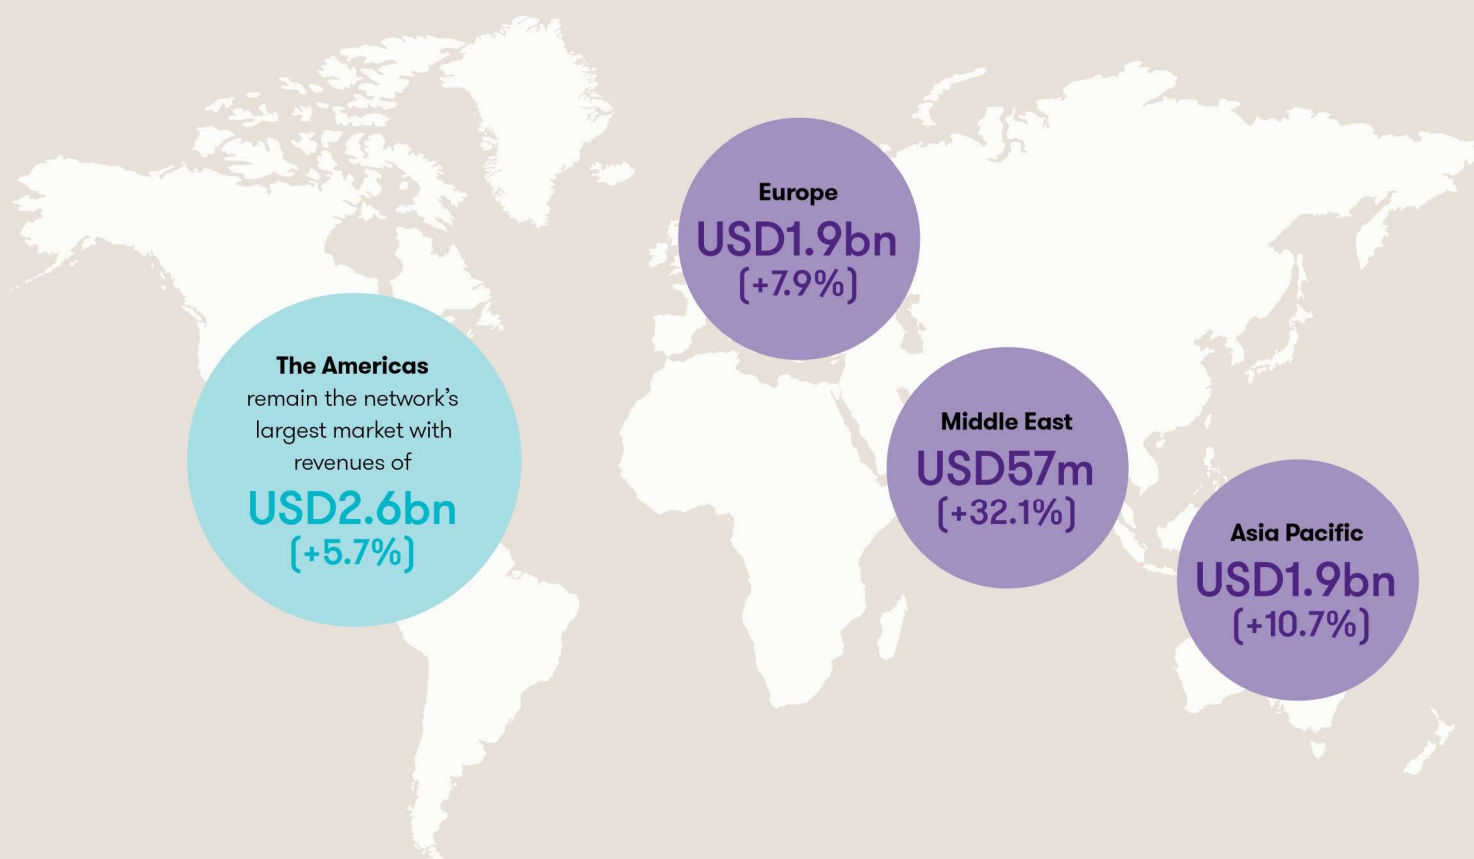 Europe
USD1.9bn
(+7.9%)
The Americas
remain the network’s
largest market with
revenues of
USD2.6bn
(+5.7%)
Middle East
USD57m
(+32.1%)
Asia Pacific
USD1.9bn
(+10.7%)